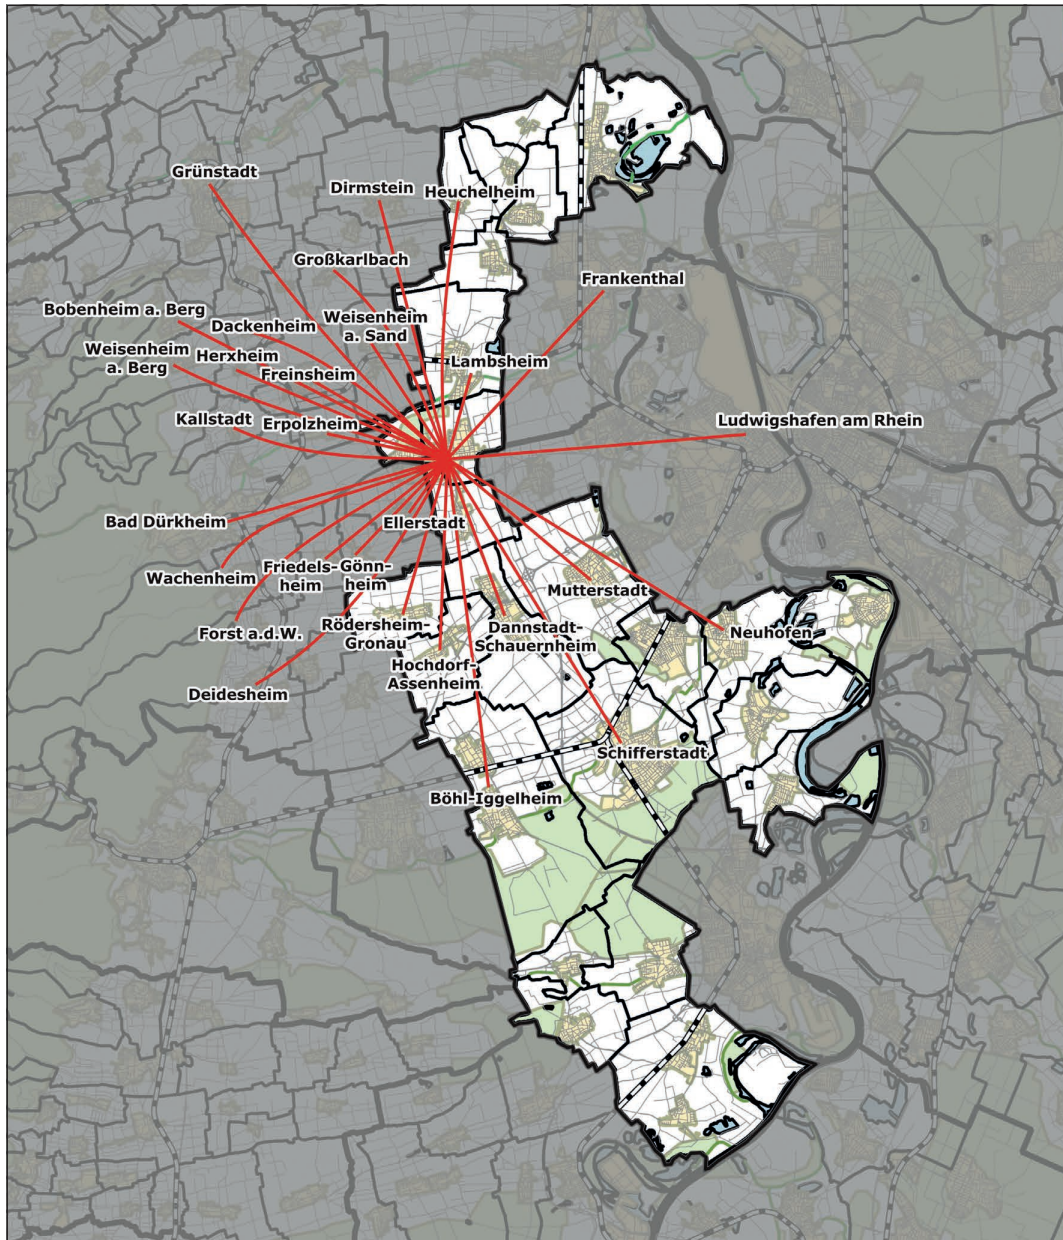 Grünstadt
Dirmstein
Heuchelheim
Großkarlbach
Frankenthal
Bobenheim a. Berg
Dackenheim
Weisenheim
a. Sand
Weisenheim
a. Berg
Herxheim
Freinsheim
Lambsheim
Kallstadt
Erpolzheim
Ludwigshafen am Rhein
Bad Dürkheim
Ellerstadt
Wachenheim
Friedels-
heim
Gönn-
heim
Mutterstadt
Forst a.d.W.
Rödersheim-
Gronau
Dannstadt-
Schauernheim
Neuhofen
Hochdorf-
Assenheim
Deidesheim
Schifferstadt
Böhl-Iggelheim